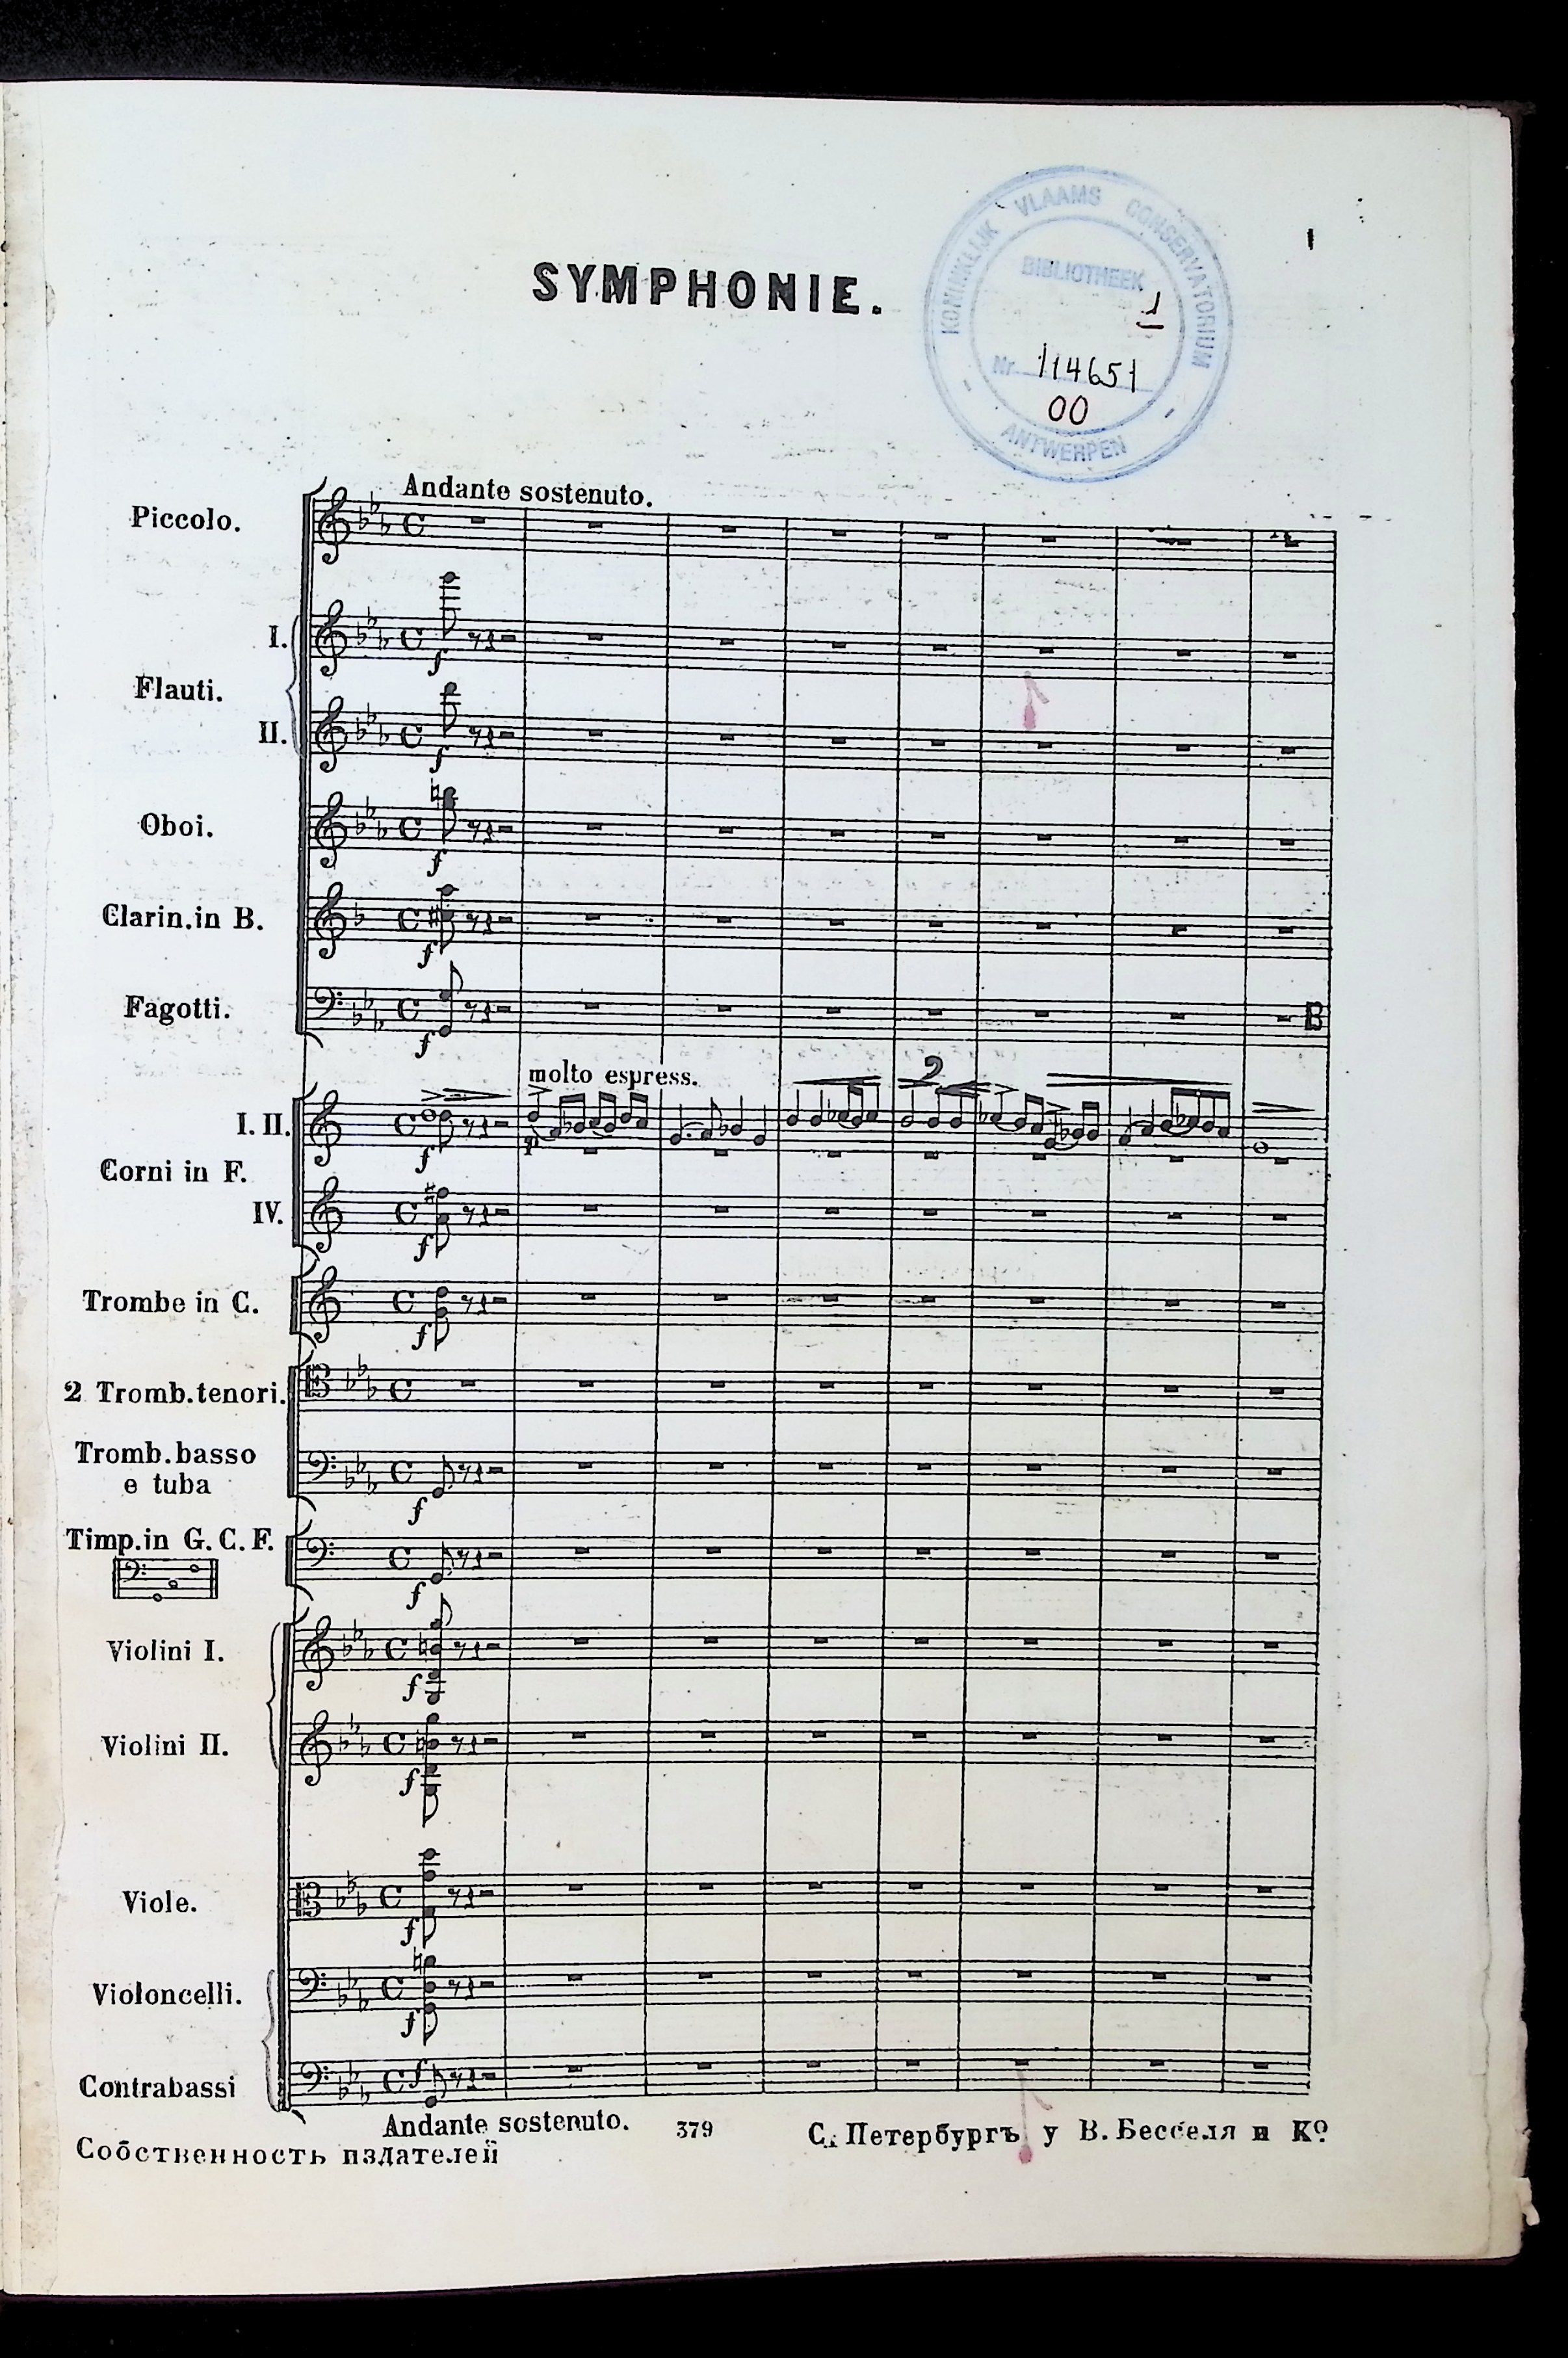 KONINKLIJK VLAAMS CONSERVATORIUM
BIBLIOTHEEK
1
Nr 114651
00
- ANTWERPEN -
1
SYMPHONIE.
Andante sostenuto.
Piccolo.
I.
Flauti.
II.
Oboi.
Clarin.in B.
Fagotti.
B
molto espress.
2
I. II.
Corni in F.
IV.
Trombe in C.
2 Tromb.tenori.
Tromb.basso
e tuba
Timp.in G. C. F.
Violini I.
Violini II.
Viole.
Violoncelli.
Contrabassi
Andante sostenuto. 379 С. Петербургъ у В. Бесселя и Ко
Собственность издателей